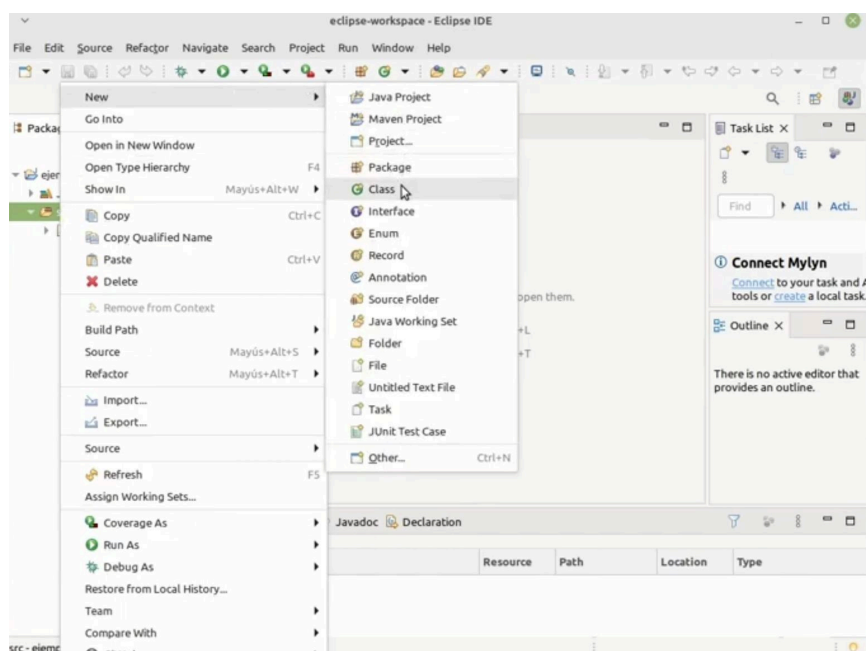 eclipse-workspace - Eclipse IDE
File Edit Source Refactor Navigate Search Project Run Window Help
New
Go Into
Open in New Window
Open Type Hierarchy F4
Show In Mayús+Alt+W
Copy Ctrl+C
Copy Qualified Name
Paste Ctrl+V
Delete
Remove from Context
Build Path
Source Mayús+Alt+S
Refactor Mayús+Alt+T
Import...
Export...
Source
Refresh F5
Assign Working Sets...
Coverage As
Run As
Debug As
Restore from Local History...
Team
Compare With
Java Project
Maven Project
Project...
Package
Class
Interface
Enum
Record
Annotation
Source Folder
Java Working Set
Folder
File
Untitled Text File
Task
JUnit Test Case
Other... Ctrl+N
open them.
+L
+T
Task List
Find All Acti...
Connect Mylyn
Connect to your task and
tools or create a local task
Outline
There is no active editor that
provides an outline.
Javadoc Declaration
Resource Path Location Type